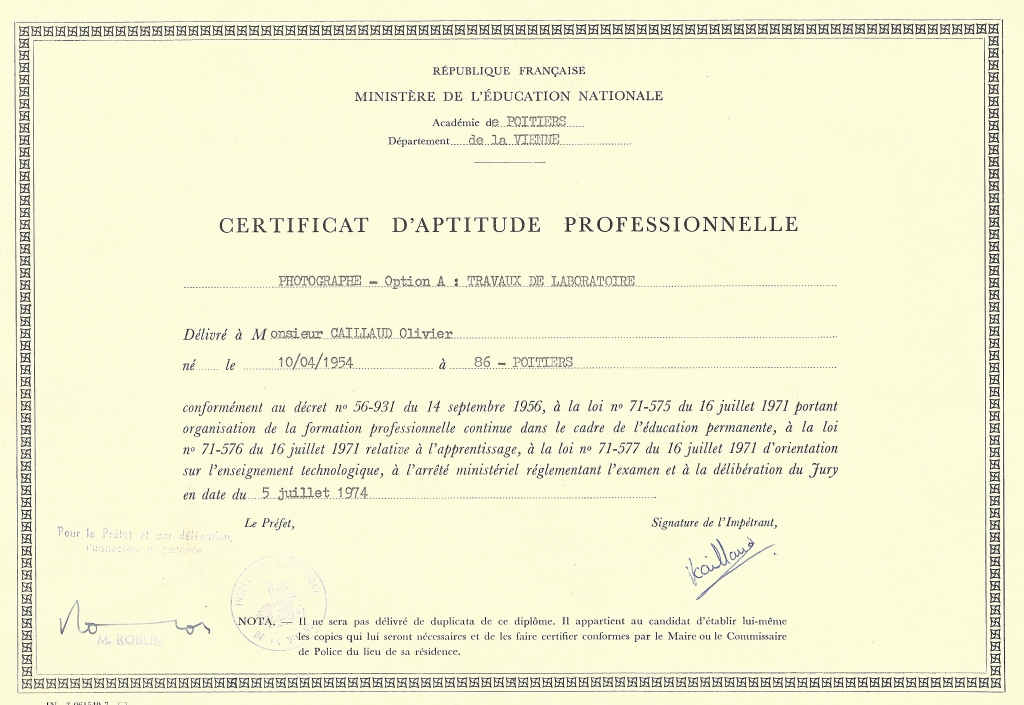 RÉPUBLIQUE FRANÇAISE
MINISTÈRE DE L'ÉDUCATION NATIONALE
Académie de POITIERS
Département de la VIENNE
CERTIFICAT D'APTITUDE PROFESSIONNELLE
PHOTOGRAPHE - Option A : TRAVAUX DE LABORATOIRE
Délivré à Monsieur CAILLAUD Olivier
né le 10/04/1954 à 86 - POITIERS
conformément au décret nº 56-931 du 14 septembre 1956, à la loi nº 71-575 du 16 juillet 1971 portant
organisation de la formation professionnelle continue dans le cadre de l'éducation permanente, à la loi
nº 71-576 du 16 juillet 1971 relative à l'apprentissage, à la loi nº 71-577 du 16 juillet 1971 d'orientation
sur l'enseignement technologique, à l'arrêté ministériel réglementant l'examen et à la délibération du Jury
en date du 5 juillet 1974
Le Préfet, Signature de l'Impétrant,
Pour le Préfet et par délégation,
l'inspecteur d'académie
Caillaud
M. ROBLIN
NOTA. — Il ne sera pas délivré de duplicata de ce diplôme. Il appartient au candidat d'établir lui-même
les copies qui lui seront nécessaires et de les faire certifier conformes par le Maire ou le Commissaire
de Police du lieu de sa résidence.